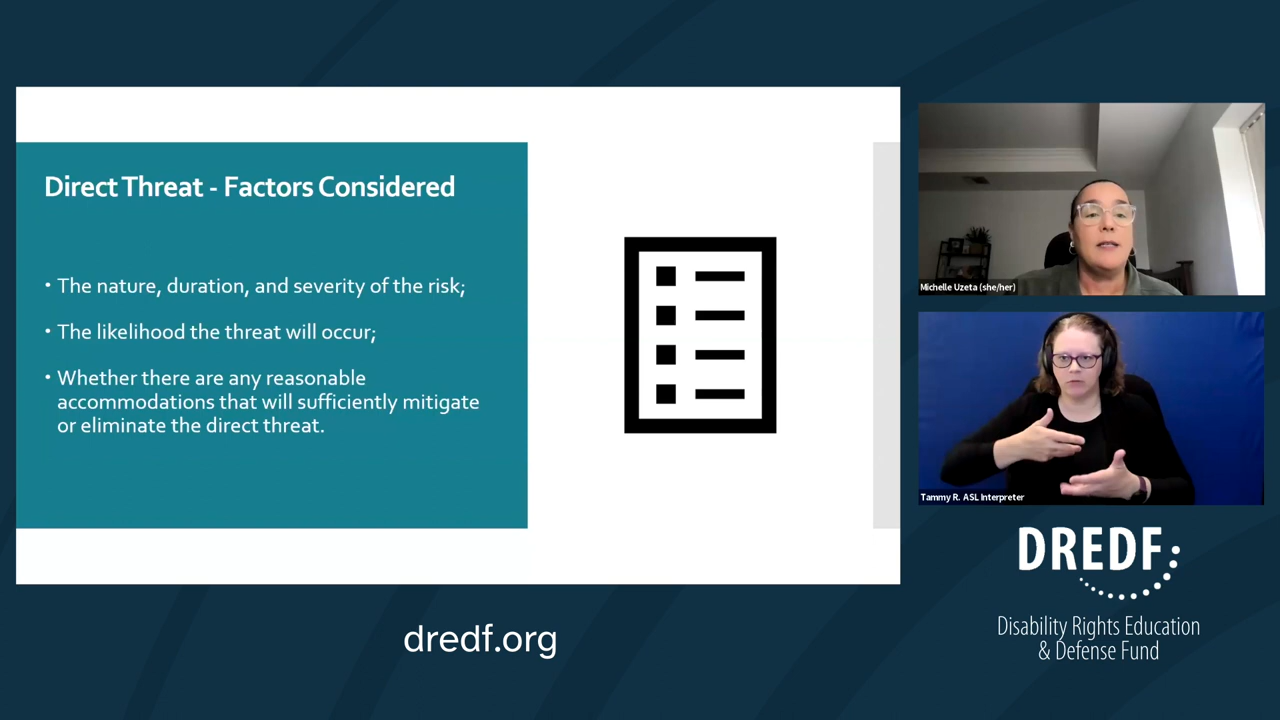 Direct Threat - Factors Considered
• The nature, duration, and severity of the risk;
• The likelihood the threat will occur;
• Whether there are any reasonable
accommodations that will sufficiently mitigate
or eliminate the direct threat.
Michelle Uzeta (she/her)
Tammy R. ASL Interpreter
DREDF
Disability Rights Education
& Defense Fund
dredf.org